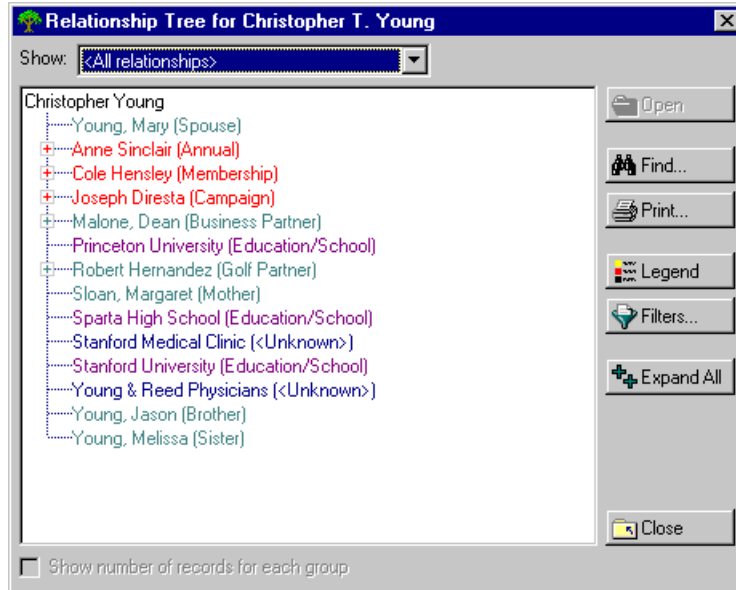 Relationship Tree for Christopher T. Young
Show: <All relationships>
Christopher Young
Young, Mary (Spouse)
Anne Sinclair (Annual)
Cole Hensley (Membership)
Joseph Diresta (Campaign)
Malone, Dean (Business Partner)
Princeton University (Education/School)
Robert Hernandez (Golf Partner)
Sloan, Margaret (Mother)
Sparta High School (Education/School)
Stanford Medical Clinic (<Unknown>)
Stanford University (Education/School)
Young & Reed Physicians (<Unknown>)
Young, Jason (Brother)
Young, Melissa (Sister)
Open
Find...
Print...
Legend
Filters...
Expand All
Close
Show number of records for each group